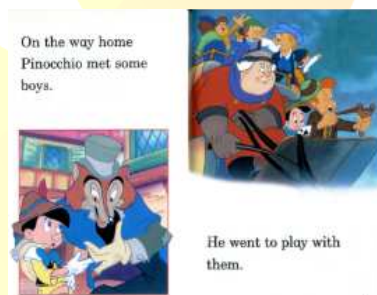 On the way home
Pinocchio met some
boys.
He went to play with
them.